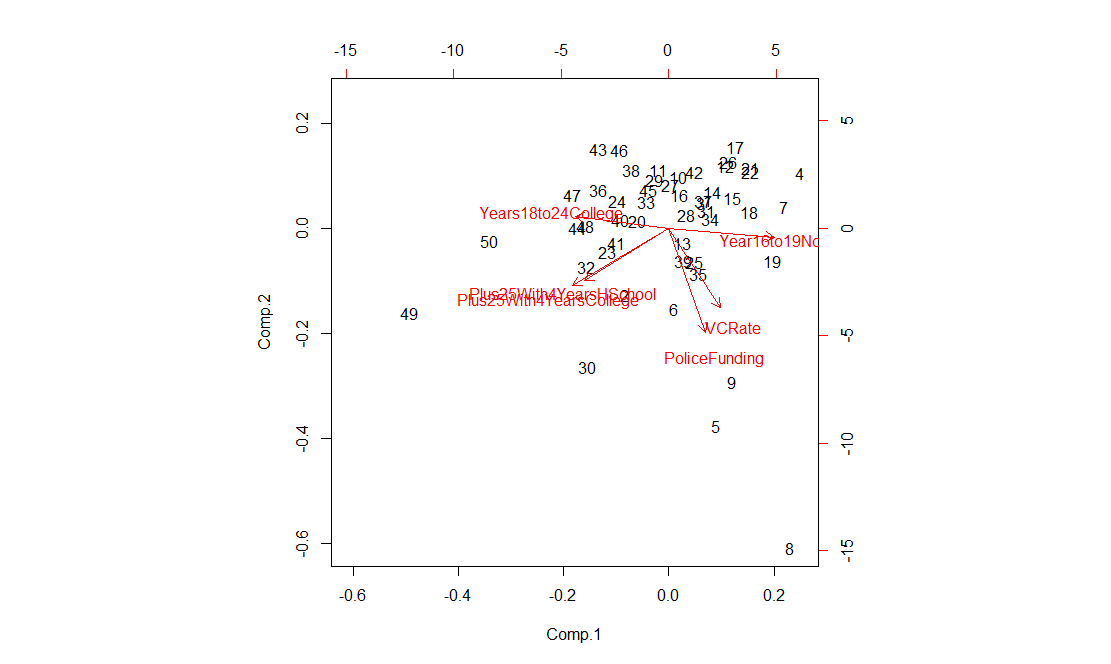 -15 -10 -5 0 5
0.2 5
17
43 46 26
12 21
38 11 42 22 4
29 10
27
47 36 45 14
16 15
24 33 37 7
Years18to24College 31 18
28
40 20 34
0.0 44 48 0
50 41 13 Year16to19No
23
32 39 25 19
35
Plus25With4YearsHSchool
Plus25With4YearsCollege
2
49 6
-0.2 VCRate -5
Comp.2
PoliceFunding
30
9
5
-0.4 -10
-0.6 8 -15
-0.6 -0.4 -0.2 0.0 0.2
Comp.1